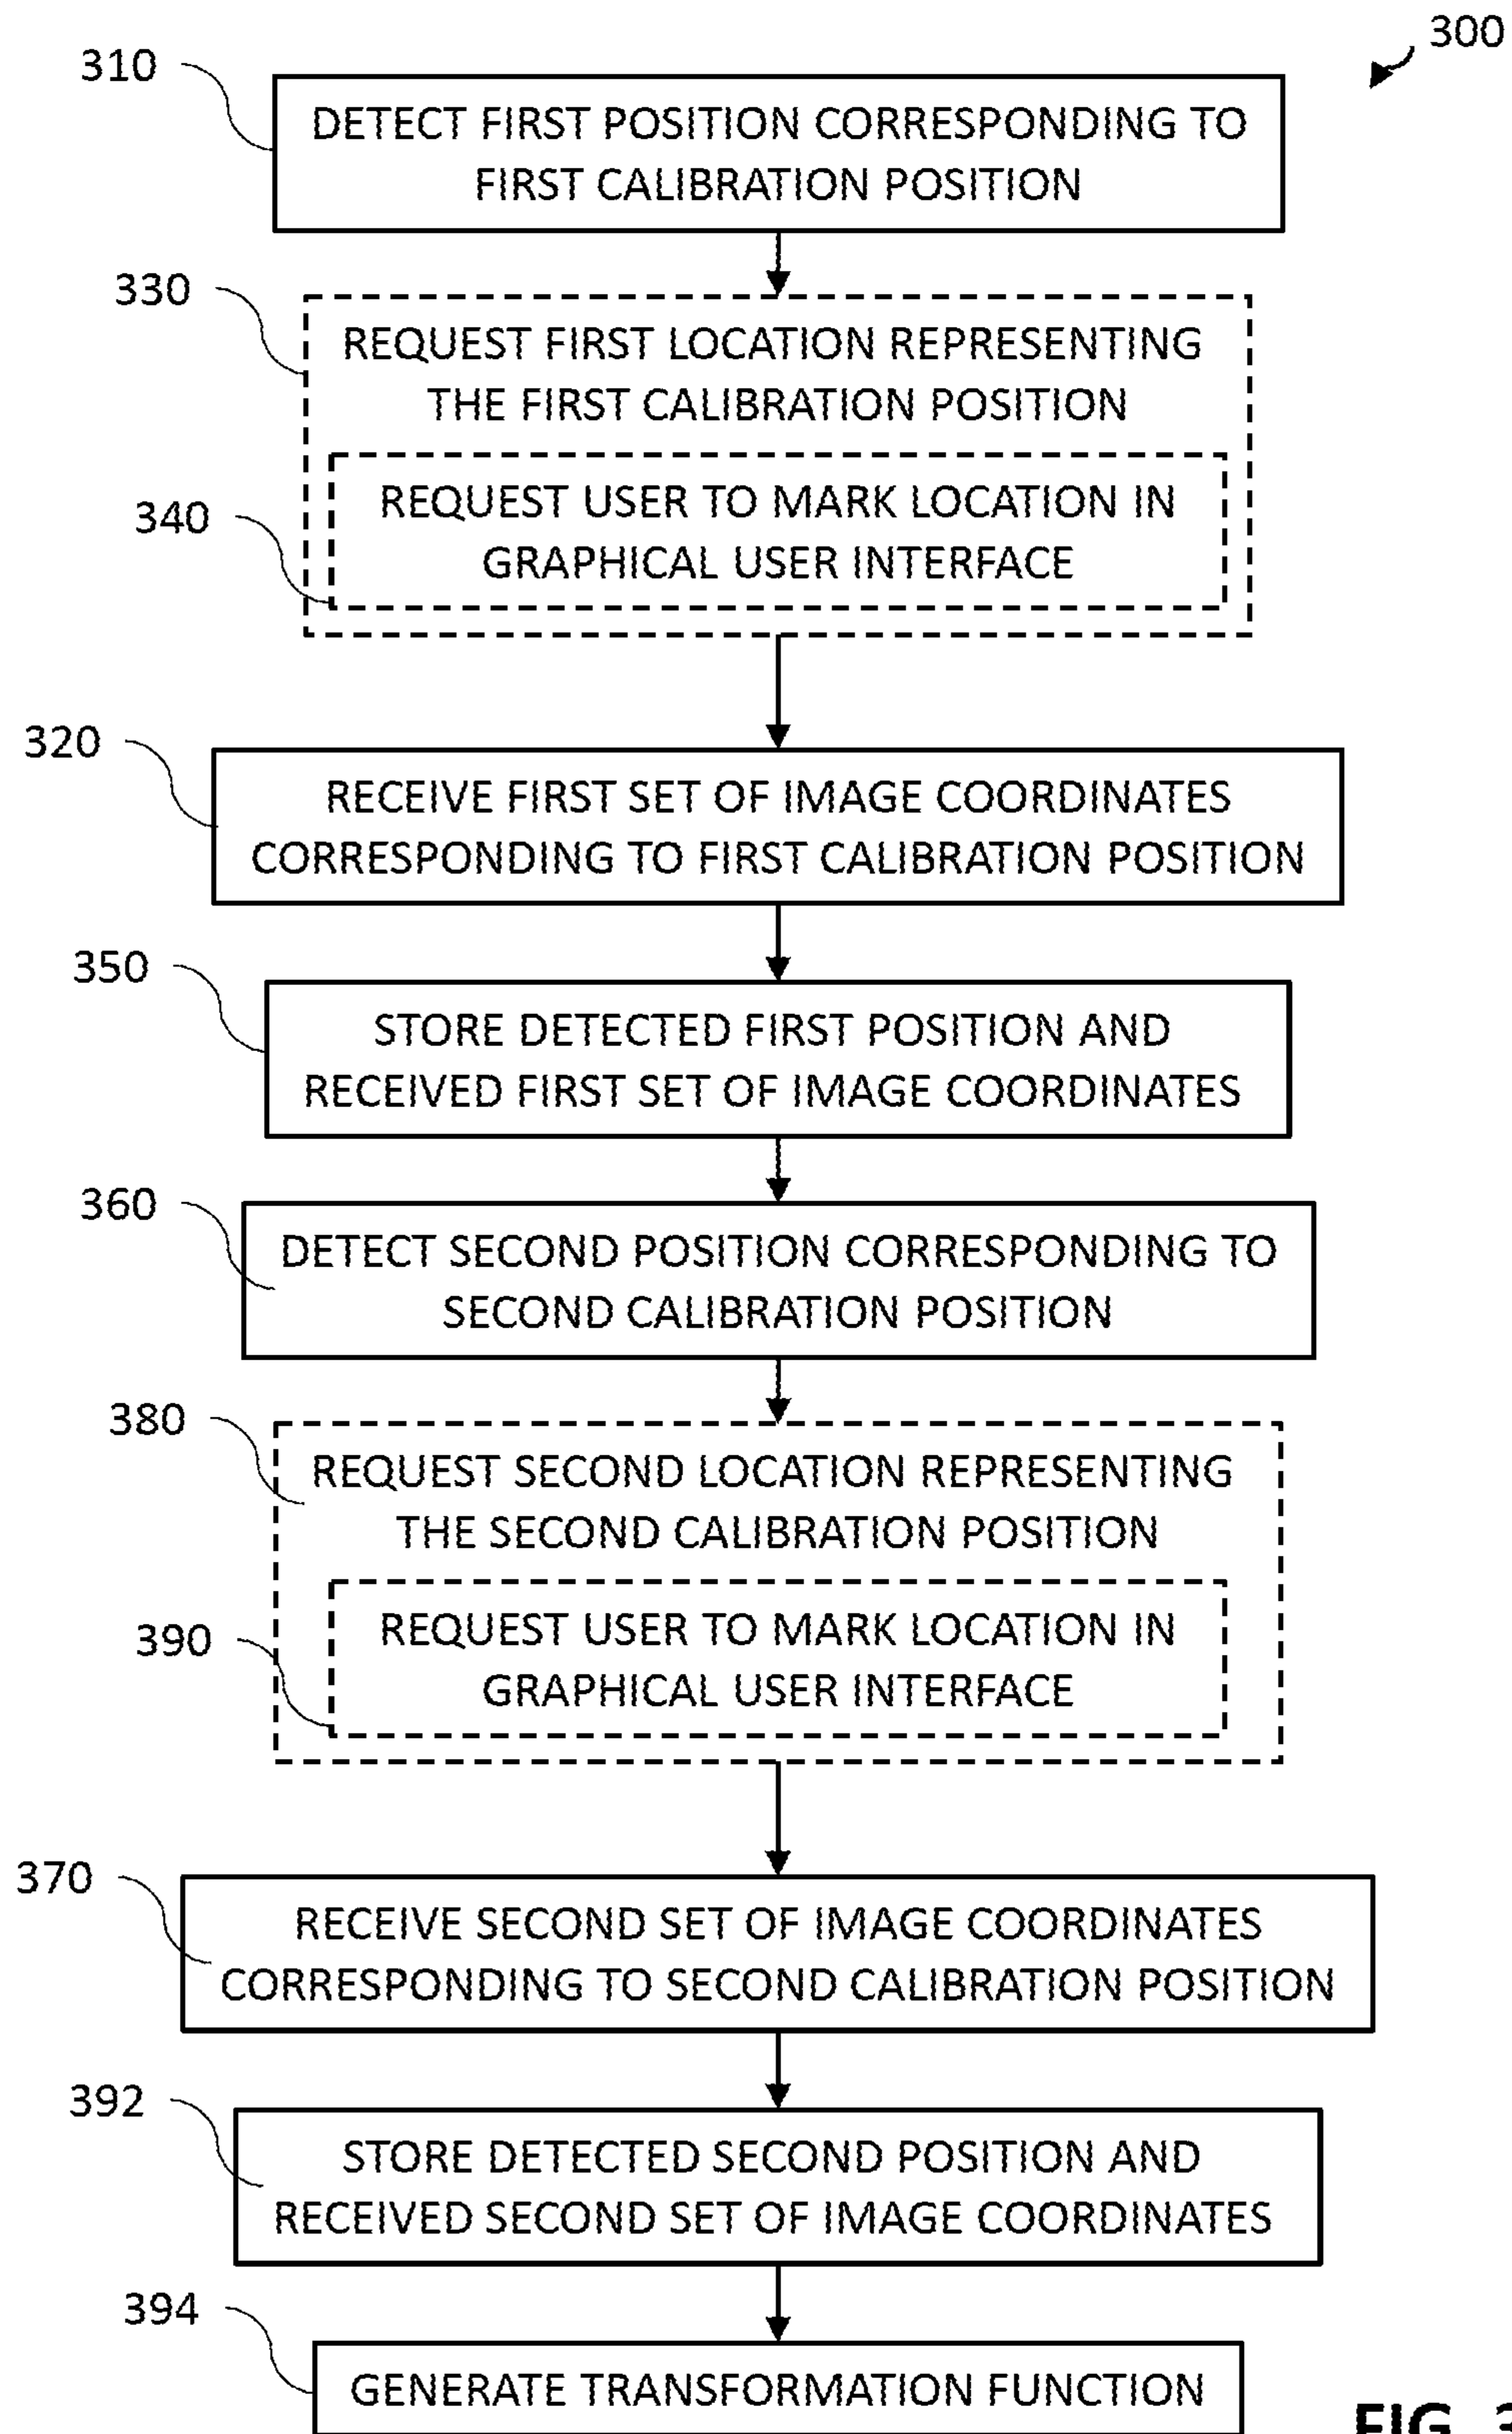 300
310
DETECT FIRST POSITION CORRESPONDING TO
FIRST CALIBRATION POSITION
330
REQUEST FIRST LOCATION REPRESENTING
THE FIRST CALIBRATION POSITION
340
REQUEST USER TO MARK LOCATION IN
GRAPHICAL USER INTERFACE
320
RECEIVE FIRST SET OF IMAGE COORDINATES
CORRESPONDING TO FIRST CALIBRATION POSITION
350
STORE DETECTED FIRST POSITION AND
RECEIVED FIRST SET OF IMAGE COORDINATES
360
DETECT SECOND POSITION CORRESPONDING TO
SECOND CALIBRATION POSITION
380
REQUEST SECOND LOCATION REPRESENTING
THE SECOND CALIBRATION POSITION
390
REQUEST USER TO MARK LOCATION IN
GRAPHICAL USER INTERFACE
370
RECEIVE SECOND SET OF IMAGE COORDINATES
CORRESPONDING TO SECOND CALIBRATION POSITION
392
STORE DETECTED SECOND POSITION AND
RECEIVED SECOND SET OF IMAGE COORDINATES
394
GENERATE TRANSFORMATION FUNCTION
FIG. 3